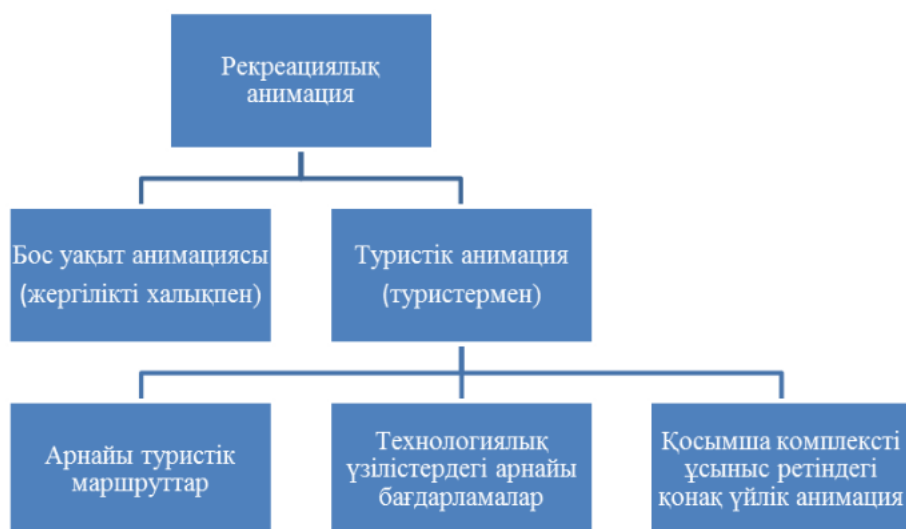 Рекреациялық
анимация
Бос уақыт анимациясы
(жергілікті халықпен)
Туристік анимация
(туристермен)
Арнайы туристік
маршруттар
Технологиялық
үзілістердегі арнайы
бағдарламалар
Қосымша комплексті
ұсыныс ретіндегі
қонақ үйлік анимация